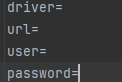 driver=
url=
user=
password=